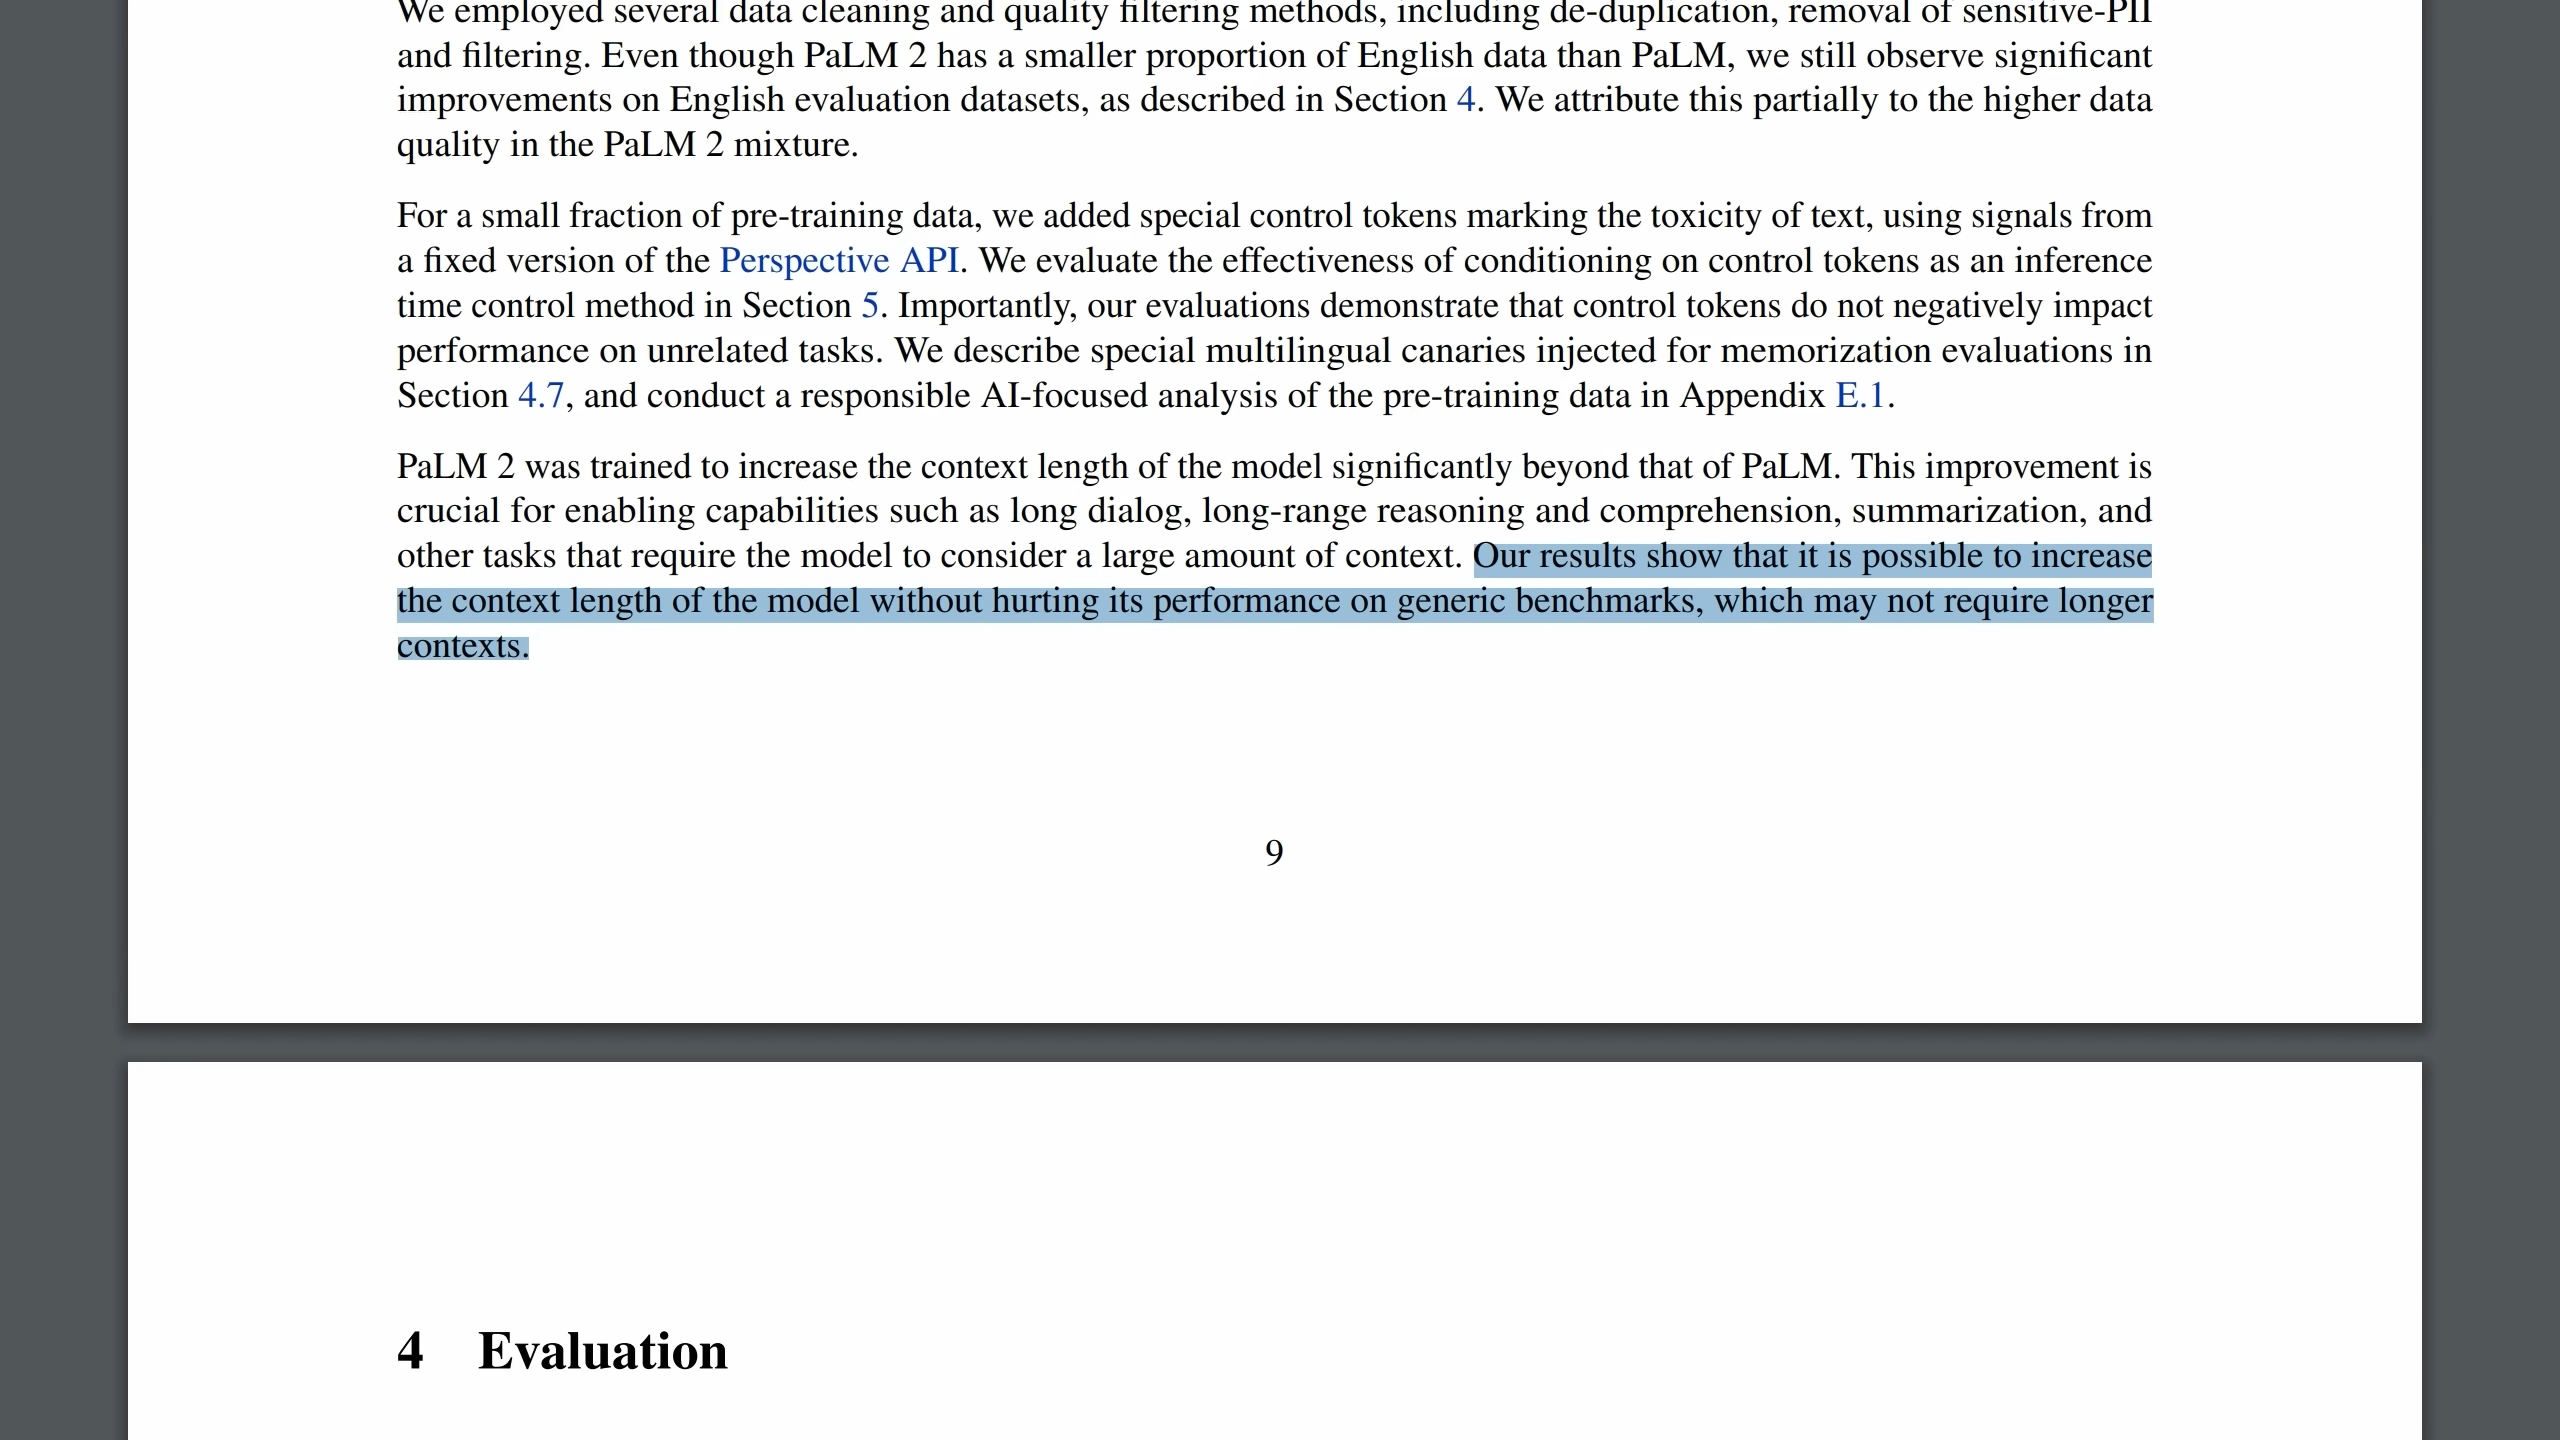 We employed several data cleaning and quality filtering methods, including de-duplication, removal of sensitive-PII
and filtering. Even though PaLM 2 has a smaller proportion of English data than PaLM, we still observe significant
improvements on English evaluation datasets, as described in Section 4. We attribute this partially to the higher data
quality in the PaLM 2 mixture.
For a small fraction of pre-training data, we added special control tokens marking the toxicity of text, using signals from
a fixed version of the Perspective API. We evaluate the effectiveness of conditioning on control tokens as an inference
time control method in Section 5. Importantly, our evaluations demonstrate that control tokens do not negatively impact
performance on unrelated tasks. We describe special multilingual canaries injected for memorization evaluations in
Section 4.7, and conduct a responsible AI-focused analysis of the pre-training data in Appendix E.1.
PaLM 2 was trained to increase the context length of the model significantly beyond that of PaLM. This improvement is
crucial for enabling capabilities such as long dialog, long-range reasoning and comprehension, summarization, and
other tasks that require the model to consider a large amount of context. Our results show that it is possible to increase
the context length of the model without hurting its performance on generic benchmarks, which may not require longer
contexts.
9
4 Evaluation